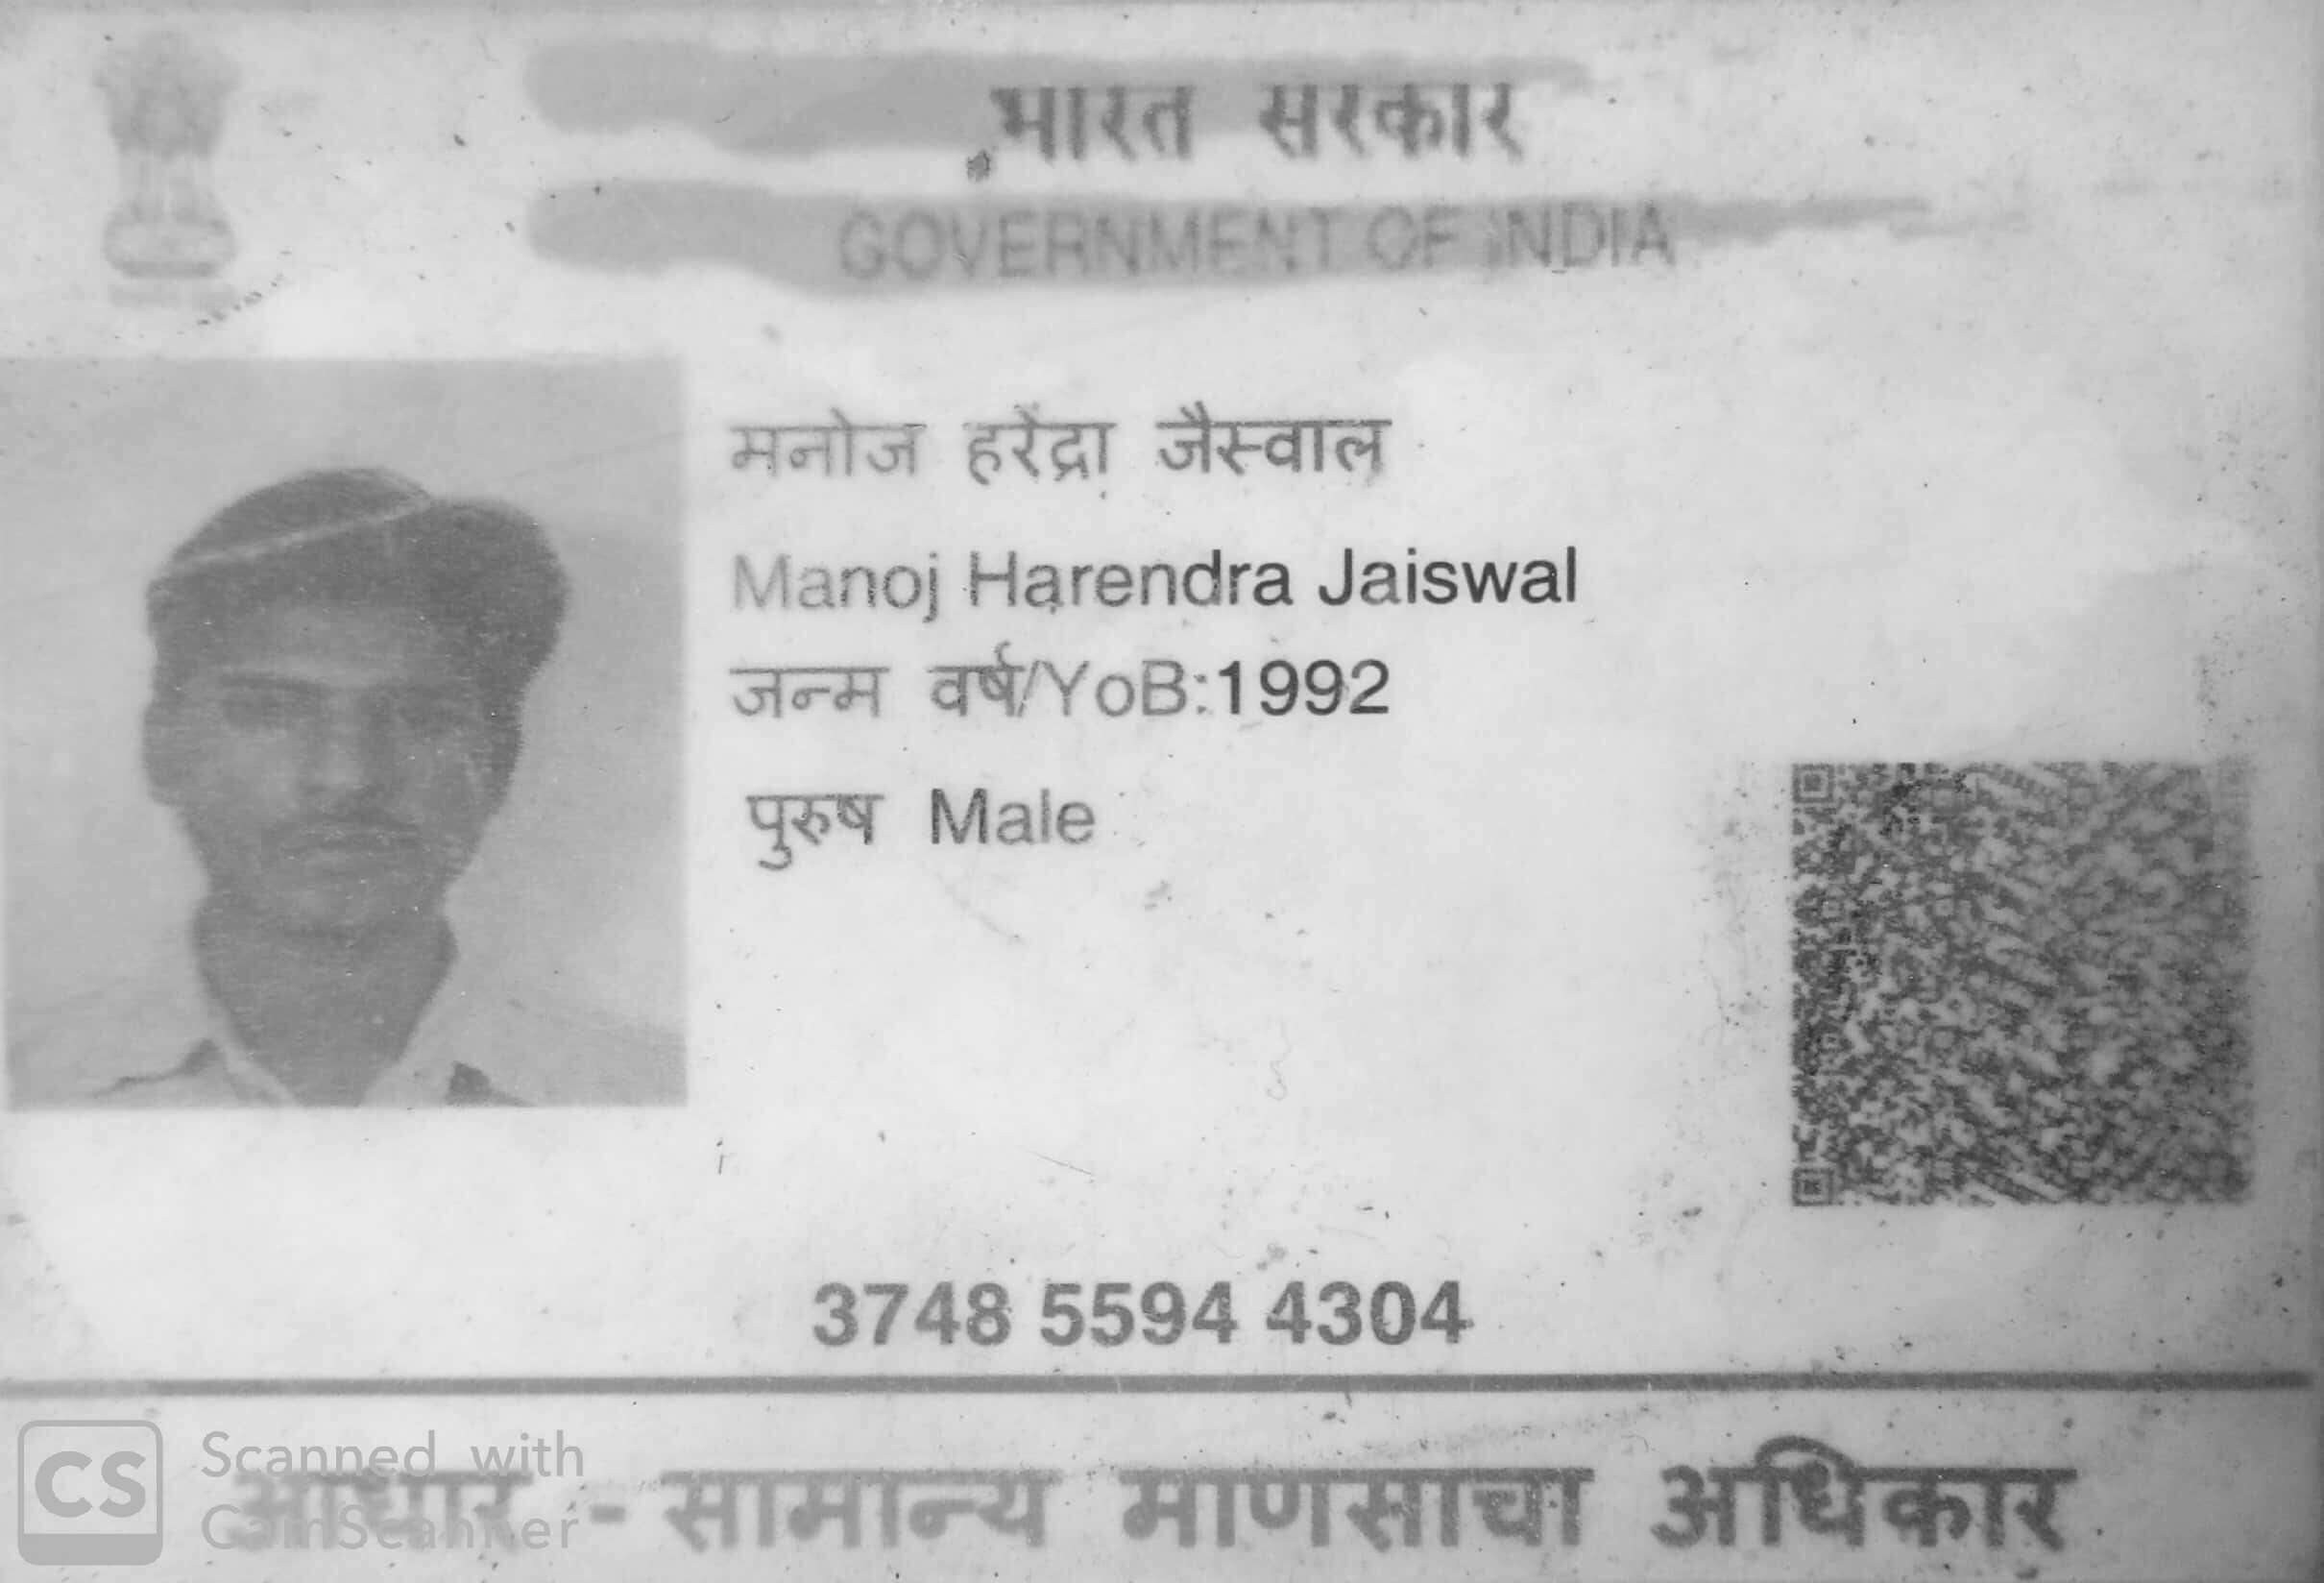 भारत सरकार
GOVERNMENT OF INDIA
मनोज हरेंद्रा जैस्वाल
Manoj Harendra Jaiswal
जन्म वर्ष/YoB:1992
पुरुष Male
3748 5594 4304
आधार - सामान्य माणसाचा अधिकार
CS
Scanned with
CamScanner